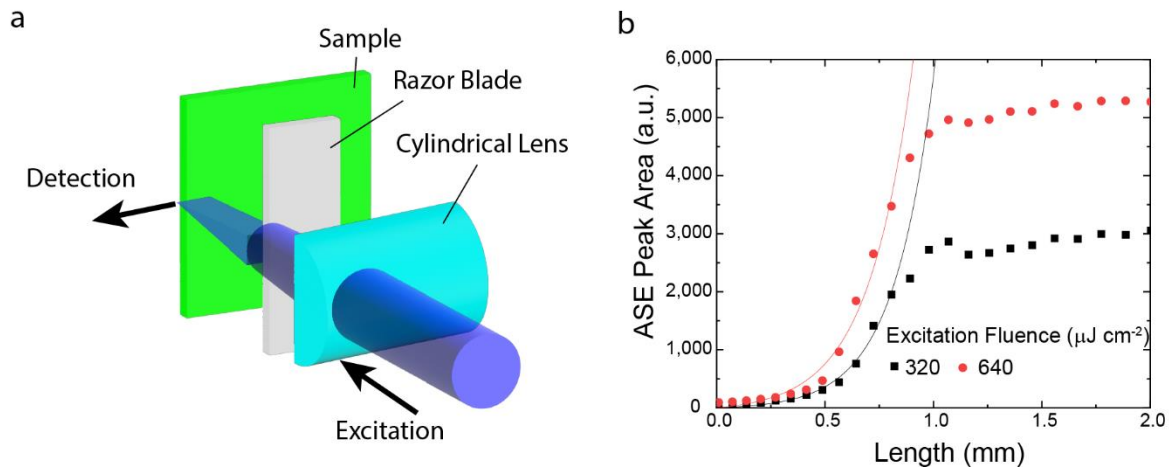 a
Sample
Razor Blade
Cylindrical Lens
Detection
Excitation
b
6,000
5,000
4,000
3,000
2,000
1,000
0
ASE Peak Area (a.u.)
Excitation Fluence (μJ cm-2)
320 640
0.0 0.5 1.0 1.5 2.0
Length (mm)